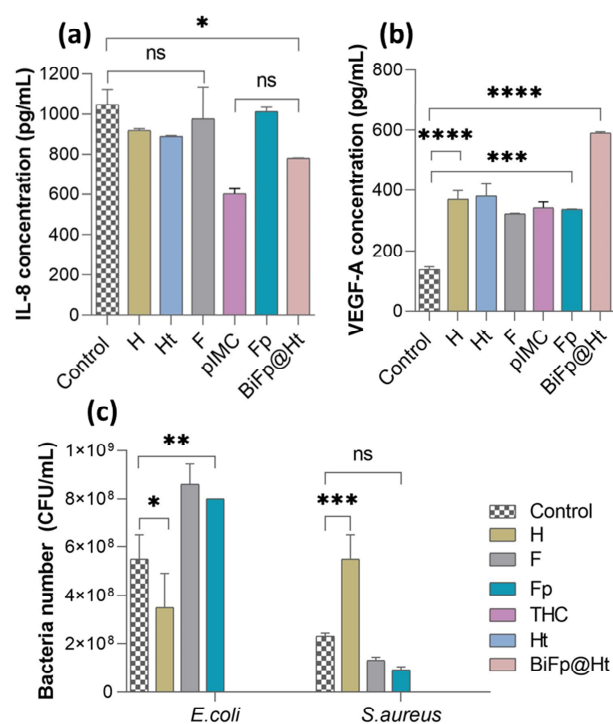 (a)
IL-8 concentration (pg/mL)
1200
1000
800
600
400
200
0
*
ns
ns
Control
H
Ht
F
pIMC
Fp
BiFp@Ht
(b)
VEGF-A concentration (pg/mL)
800
600
400
200
0
****
****
***
Control
H
Ht
F
pIMC
Fp
BiFp@Ht
(c)
Bacteria number (CFU/mL)
1×10⁹
8×10⁸
6×10⁸
4×10⁸
2×10⁸
0
**
*
ns
***
E.coli
S.aureus
Control
H
F
Fp
THC
Ht
BiFp@Ht